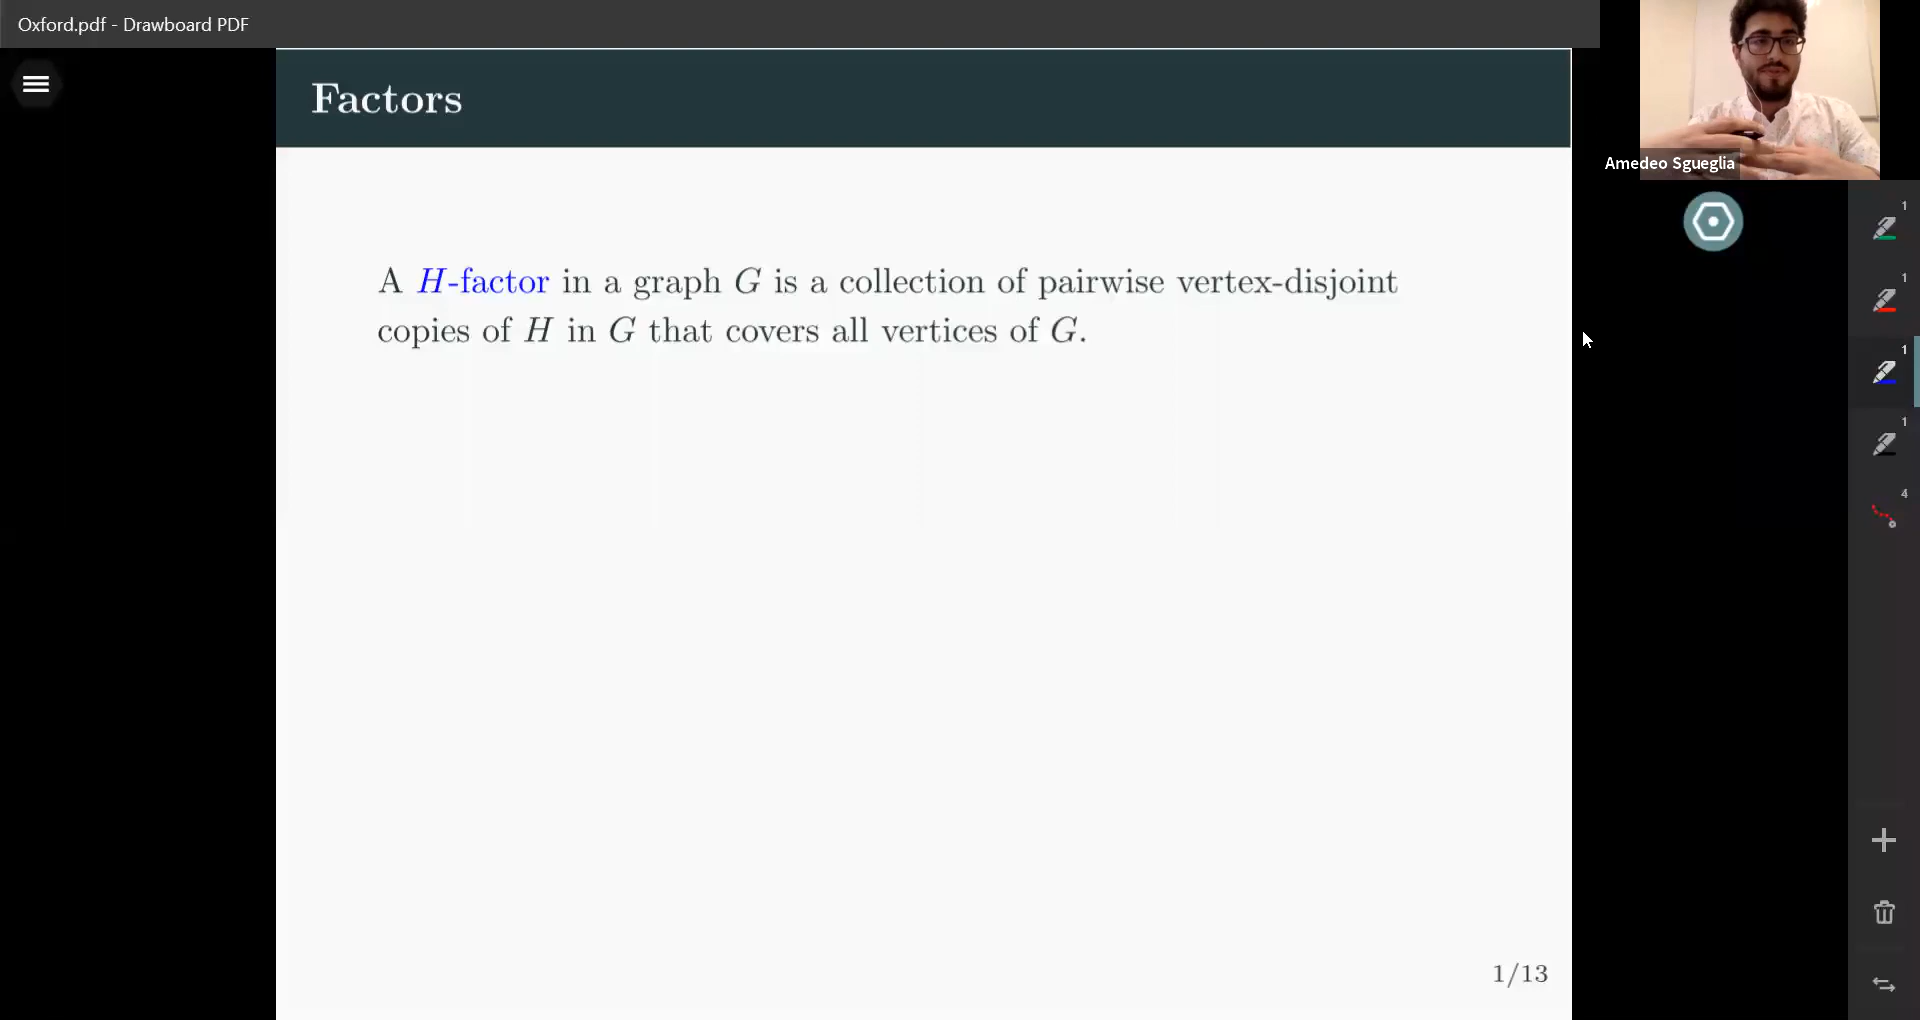 Oxford.pdf - Drawboard PDF
Factors
Amedeo Sgueglia
1
A H-factor in a graph G is a collection of pairwise vertex-disjoint
copies of H in G that covers all vertices of G.
1
1
1
4
1/13